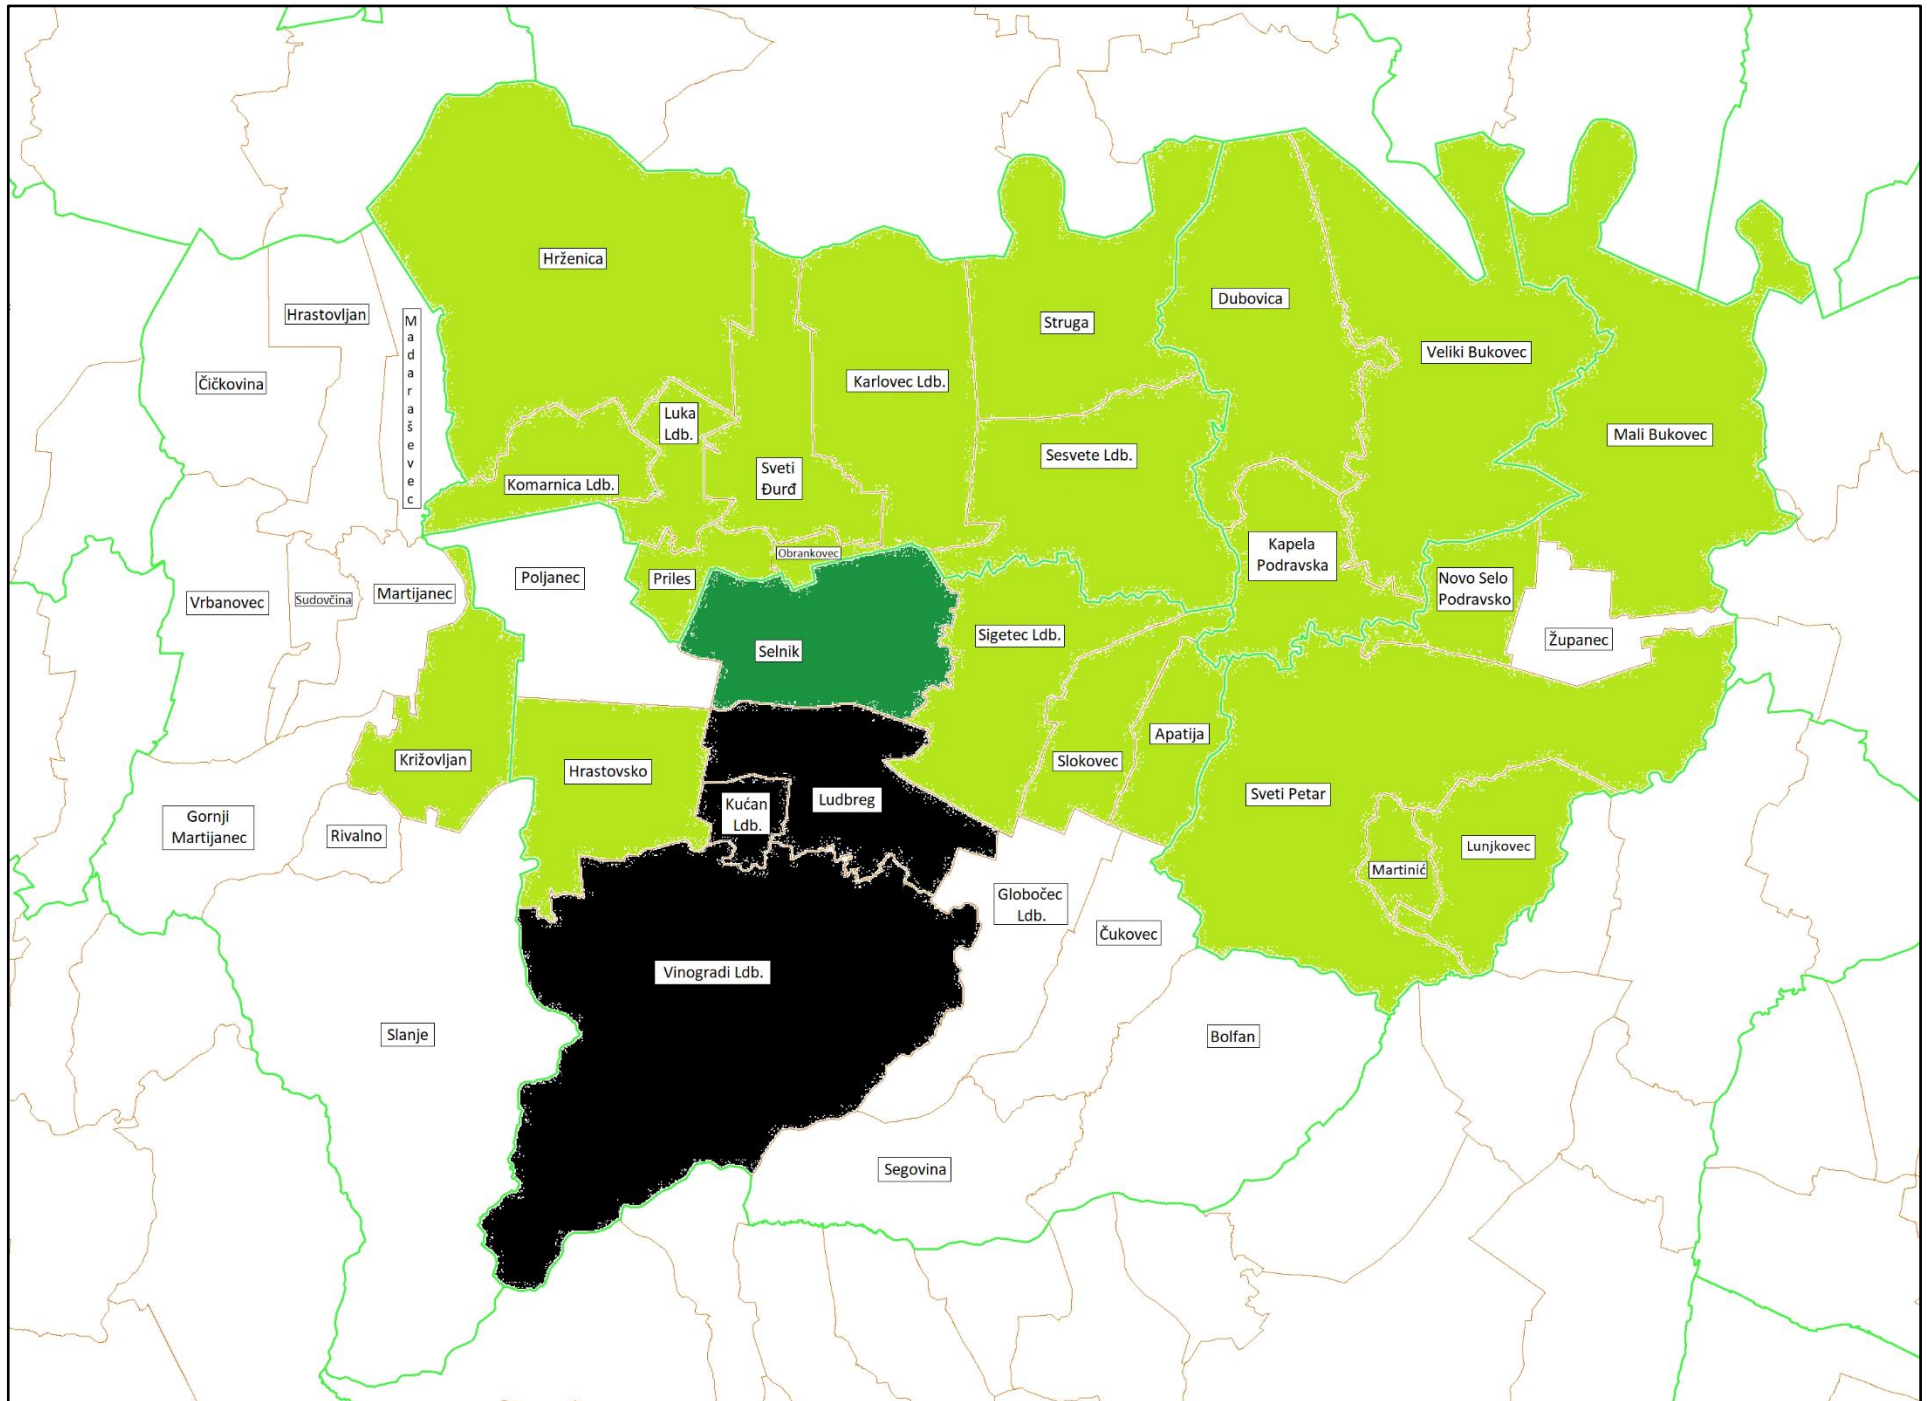 Hrženica
Dubovica
Hrastovljan
Struga
Madaraševec
Veliki Bukovec
Čičkovina
Karlovec Ldb.
Luka
Ldb.
Mali Bukovec
Sesvete Ldb.
Sveti
Đurđ
Komarnica Ldb.
Obrankovec
Kapela
Podravska
Poljanec
Priles
Novo Selo
Podravsko
Martijanec
Sudovčina
Vrbanovec
Sigetec Ldb.
Županec
Selnik
Apatija
Križovljan
Slokovec
Hrastovsko
Sveti Petar
Ludbreg
Kućan
Ldb.
Gornji
Martijanec
Rivalno
Lunjkovec
Martinić
Globočec
Ldb.
Čukovec
Vinogradi Ldb.
Slanje
Bolfan
Segovina